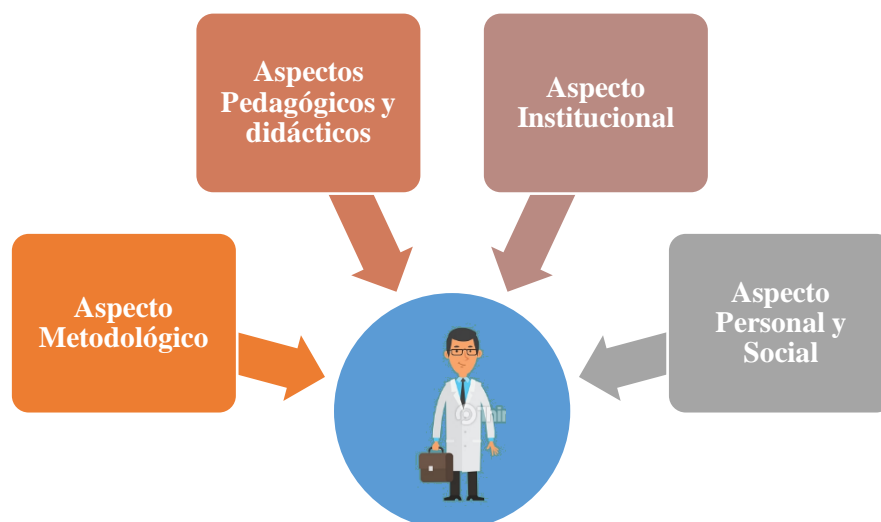 Aspectos
Pedagógicos y
didácticos
Aspecto
Institucional
Aspecto
Metodológico
Aspecto
Personal y
Social